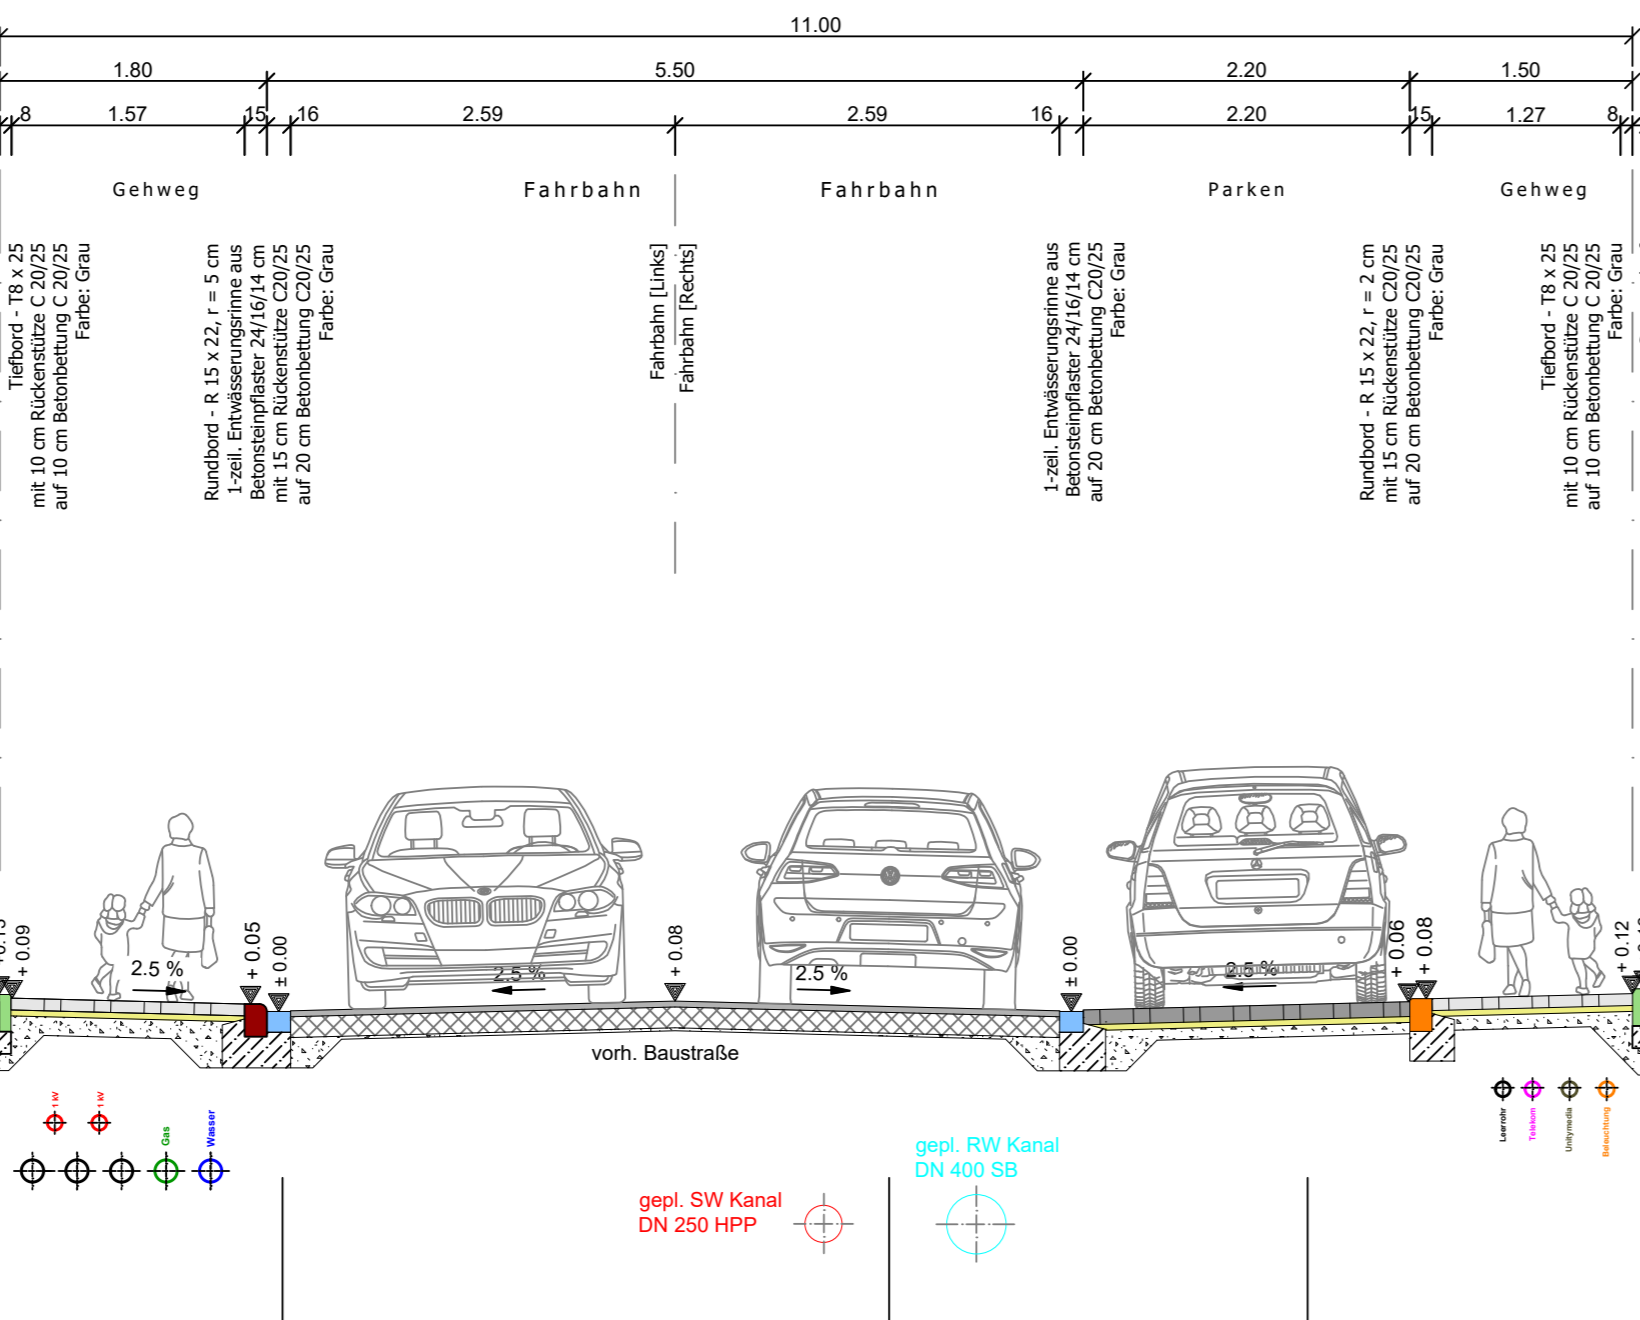 11.00
1.80 5.50 2.20 1.50
8 1.57 15 16 2.59 2.59 16 2.20 15 1.27 8
Gehweg Fahrbahn Fahrbahn Parken Gehweg
Tiefbord - T8 x 25
mit 10 cm Rückenstütze C 20/25
auf 10 cm Betonbettung C 20/25
Farbe: Grau
Rundbord - R 15 x 22, r = 5 cm
1-zeil. Entwässerungsrinne aus
Betonsteinpflaster 24/16/14 cm
mit 15 cm Rückenstütze C20/25
auf 20 cm Betonbettung C20/25
Farbe: Grau
Fahrbahn [Links]
Fahrbahn [Rechts]
1-zeil. Entwässerungsrinne aus
Betonsteinpflaster 24/16/14 cm
auf 20 cm Betonbettung C20/25
Farbe: Grau
Rundbord - R 15 x 22, r = 2 cm
mit 15 cm Rückenstütze C20/25
auf 20 cm Betonbettung C20/25
Farbe: Grau
Tiefbord - T8 x 25
mit 10 cm Rückenstütze C 20/25
auf 10 cm Betonbettung C 20/25
Farbe: Grau
+ 0.09
2.5 %
+ 0.05
± 0.00
2.5 %
+ 0.08
2.5 %
± 0.00
2.5 %
+ 0.06
+ 0.08
+ 0.12
vorh. Baustraße
1 kV
1 kV
Gas
Wasser
gepl. SW Kanal
DN 250 HPP
gepl. RW Kanal
DN 400 SB
Leerrohr
Telekom
Unitymedia
Beleuchtung